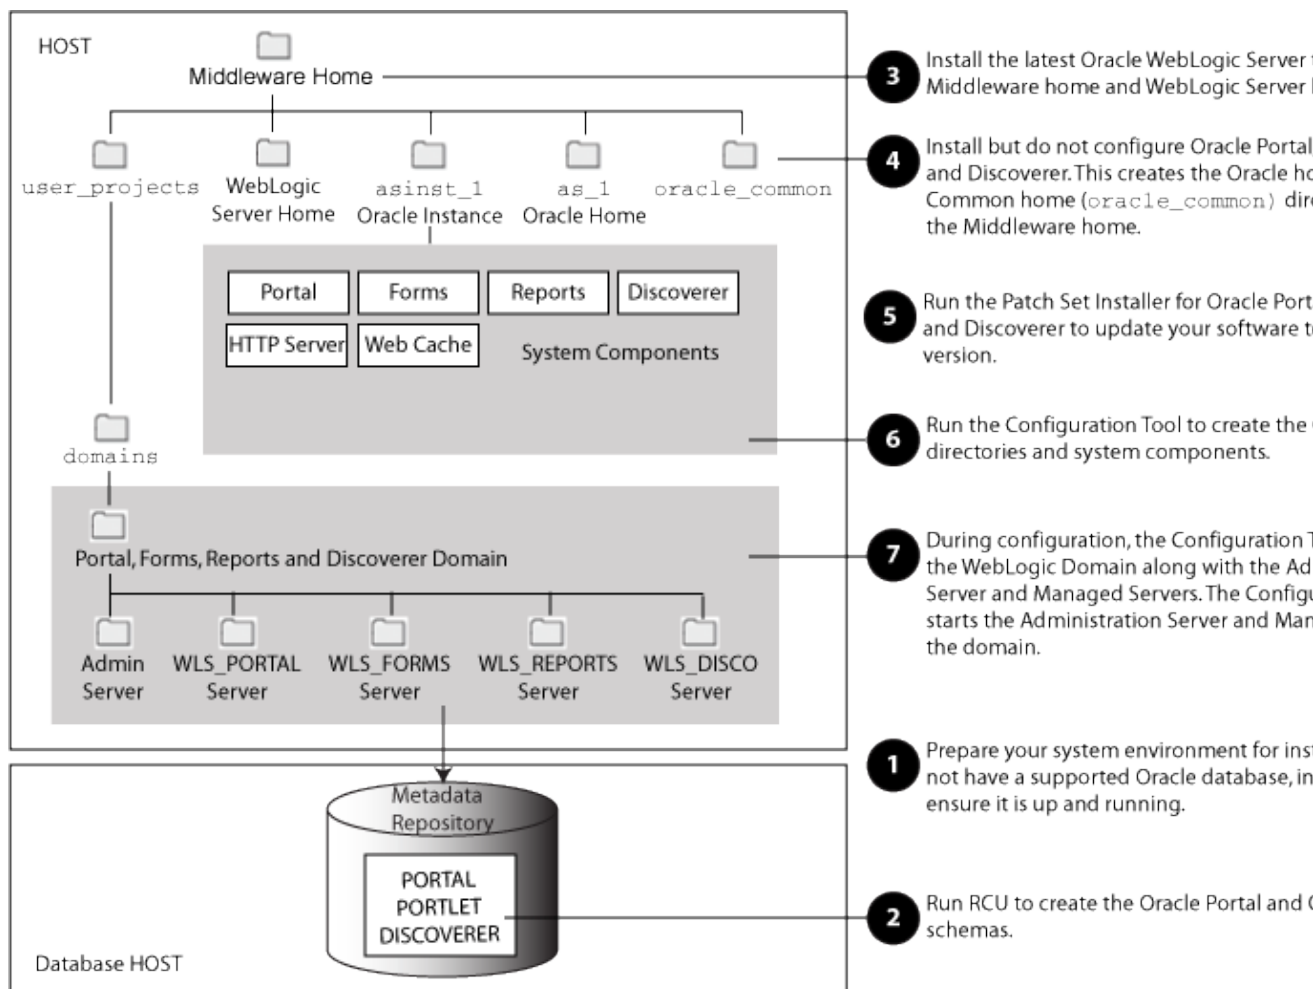 HOST
Middleware Home
user_projects
WebLogic
Server Home
asinst_1
Oracle Instance
as_1
Oracle Home
oracle_common
Portal
Forms
Reports
Discoverer
HTTP Server
Web Cache
System Components
domains
Portal, Forms, Reports and Discoverer Domain
Admin
Server
WLS_PORTAL
Server
WLS_FORMS
Server
WLS_REPORTS
Server
WLS_DISCO
Server
Metadata
Repository
PORTAL
PORTLET
DISCOVERER
Database HOST
3
Install the latest Oracle WebLogic Server
Middleware home and WebLogic Server
4
Install but do not configure Oracle Portal,
and Discoverer. This creates the Oracle
Common home (oracle_common)
the Middleware home.
5
Run the Patch Set Installer for Oracle
and Discoverer to update your software
version.
6
Run the Configuration Tool to create the
directories and system components.
7
During configuration, the Configuration
the WebLogic Domain along with the
Server and Managed Servers. The
starts the Administration Server and
the domain.
1
Prepare your system environment for
not have a supported Oracle database,
ensure it is up and running.
2
Run RCU to create the Oracle Portal and
schemas.